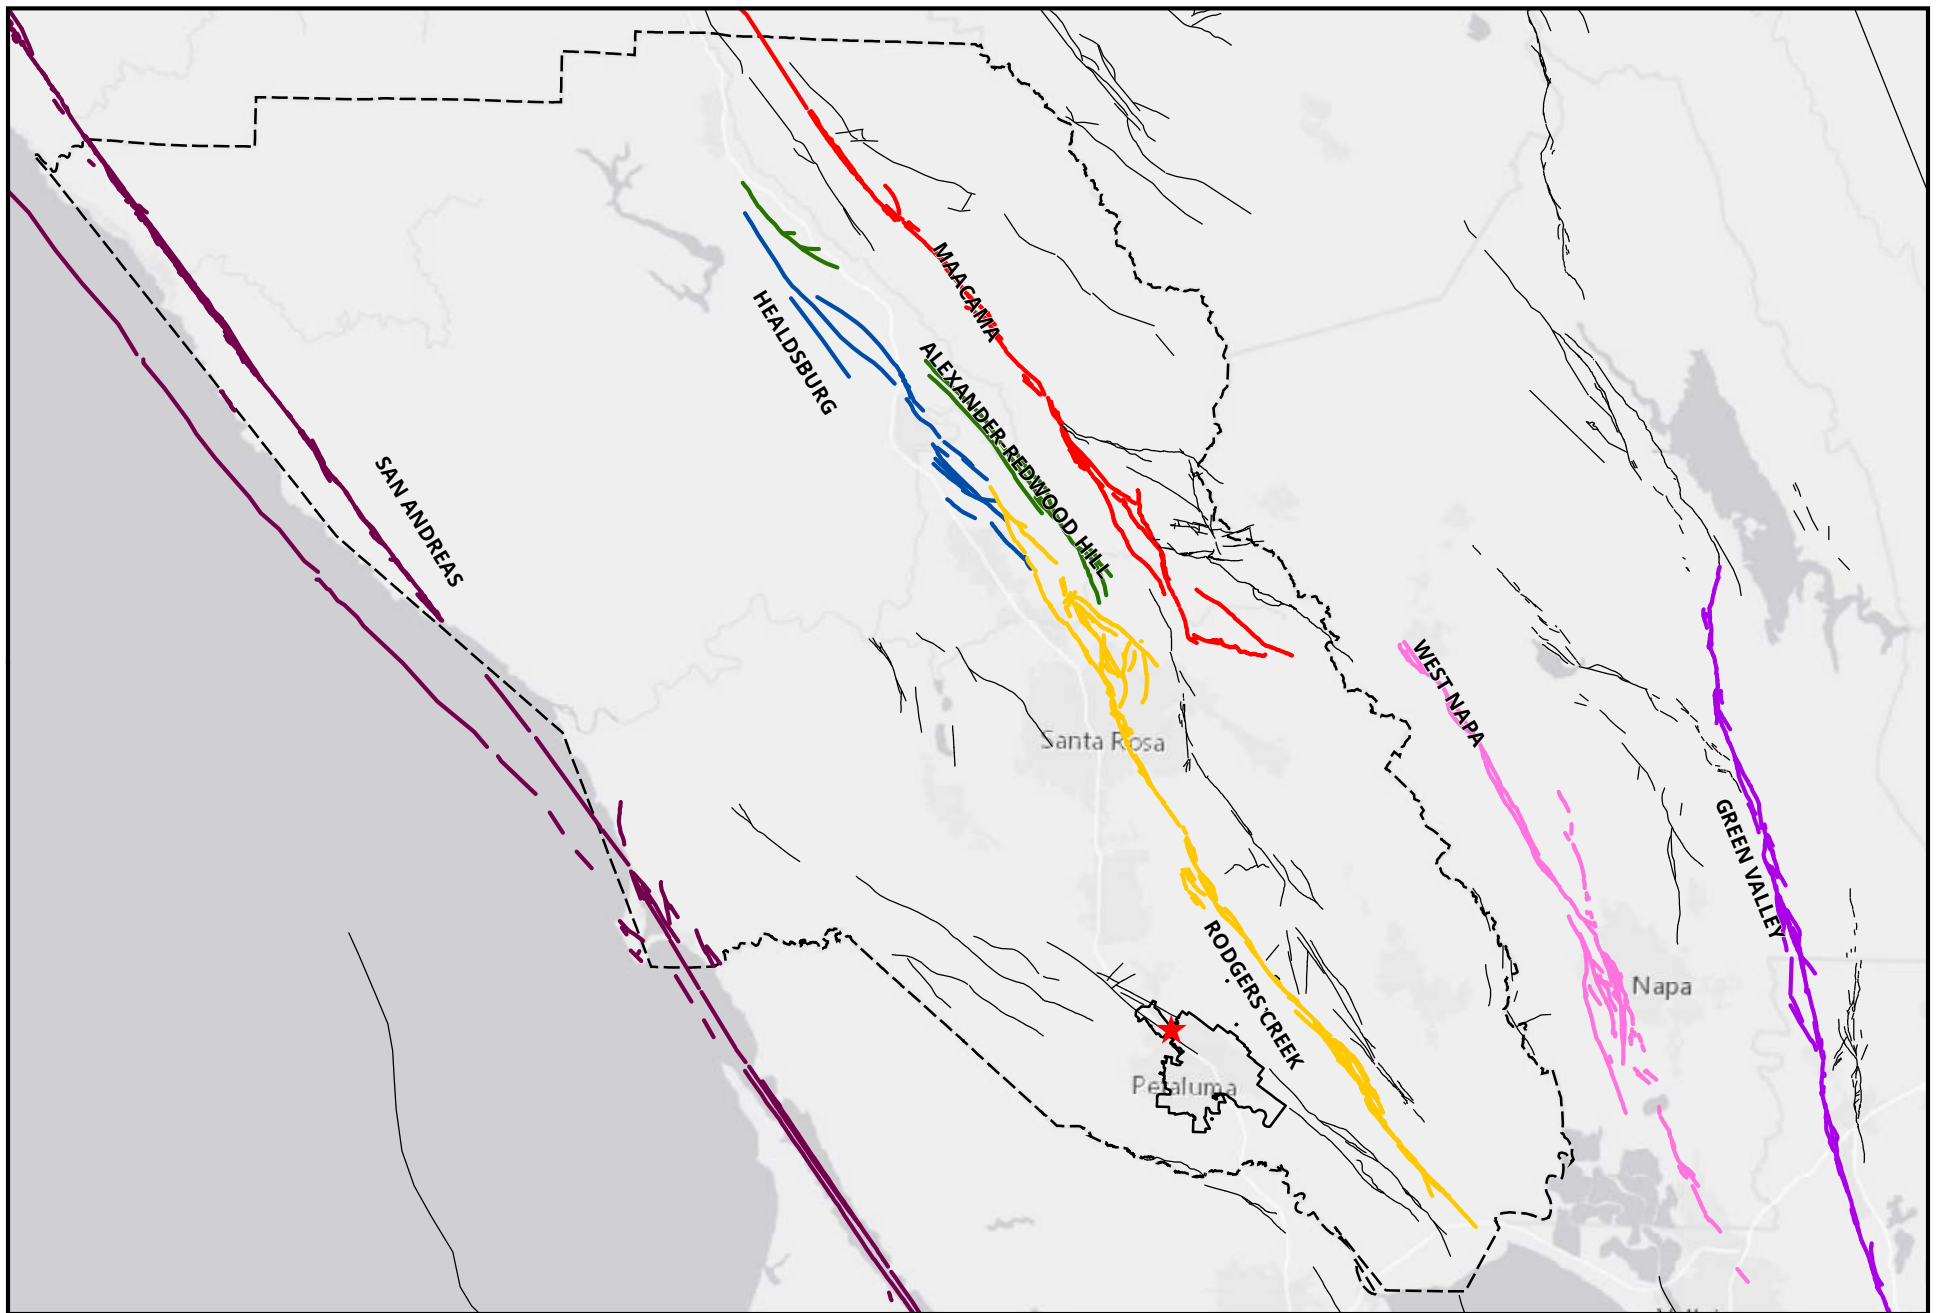 MAACAMA
HEALDSBURG
ALEXANDER-REDWOOD HILL
SAN ANDREAS
WEST NAPA
Santa Rosa
GREEN VALLEY
RODGERS CREEK
Napa
Petaluma